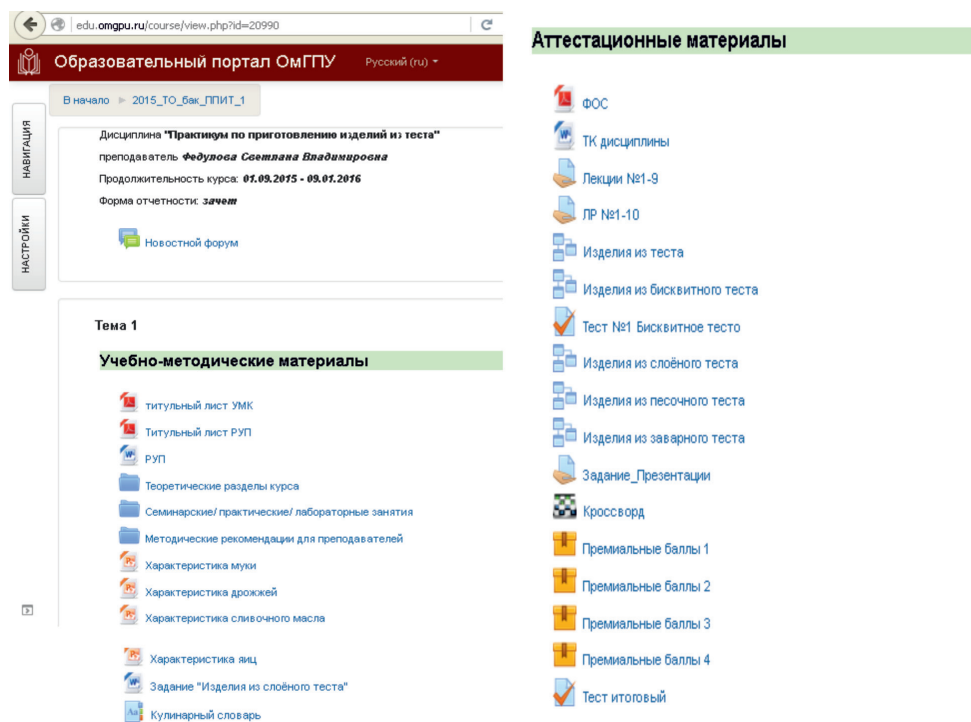 edu.omgpu.ru/course/view.php?id=20990
Образовательный портал ОмГПУ
Русский (ru)
В начало ► 2015_ТО_бак_ППИТ_1
НАВИГАЦИЯ
НАСТРОЙКИ
Дисциплина "Практикум по приготовлению изделий из теста"
преподаватель Федулова Светлана Владимировна
Продолжительность курса: 01.09.2015 - 09.01.2016
Форма отчетности: зачет
Новостной форум
Тема 1
Учебно-методические материалы
титульный лист УМК
Титульный лист РУП
РУП
Теоретические разделы курса
Семинарские/ практические/ лабораторные занятия
Методические рекомендации для преподавателей
Характеристика муки
Характеристика дрожжей
Характеристика сливочного масла
Характеристика яиц
Задание "Изделия из слоёного теста"
Кулинарный словарь
Аттестационные материалы
ФОС
ТК дисциплины
Лекции №1-9
ЛР №1-10
Изделия из теста
Изделия из бисквитного теста
Тест №1 Бисквитное тесто
Изделия из слоёного теста
Изделия из песочного теста
Изделия из заварного теста
Задание_Презентации
Кроссворд
Премиальные баллы 1
Премиальные баллы 2
Премиальные баллы 3
Премиальные баллы 4
Тест итоговый